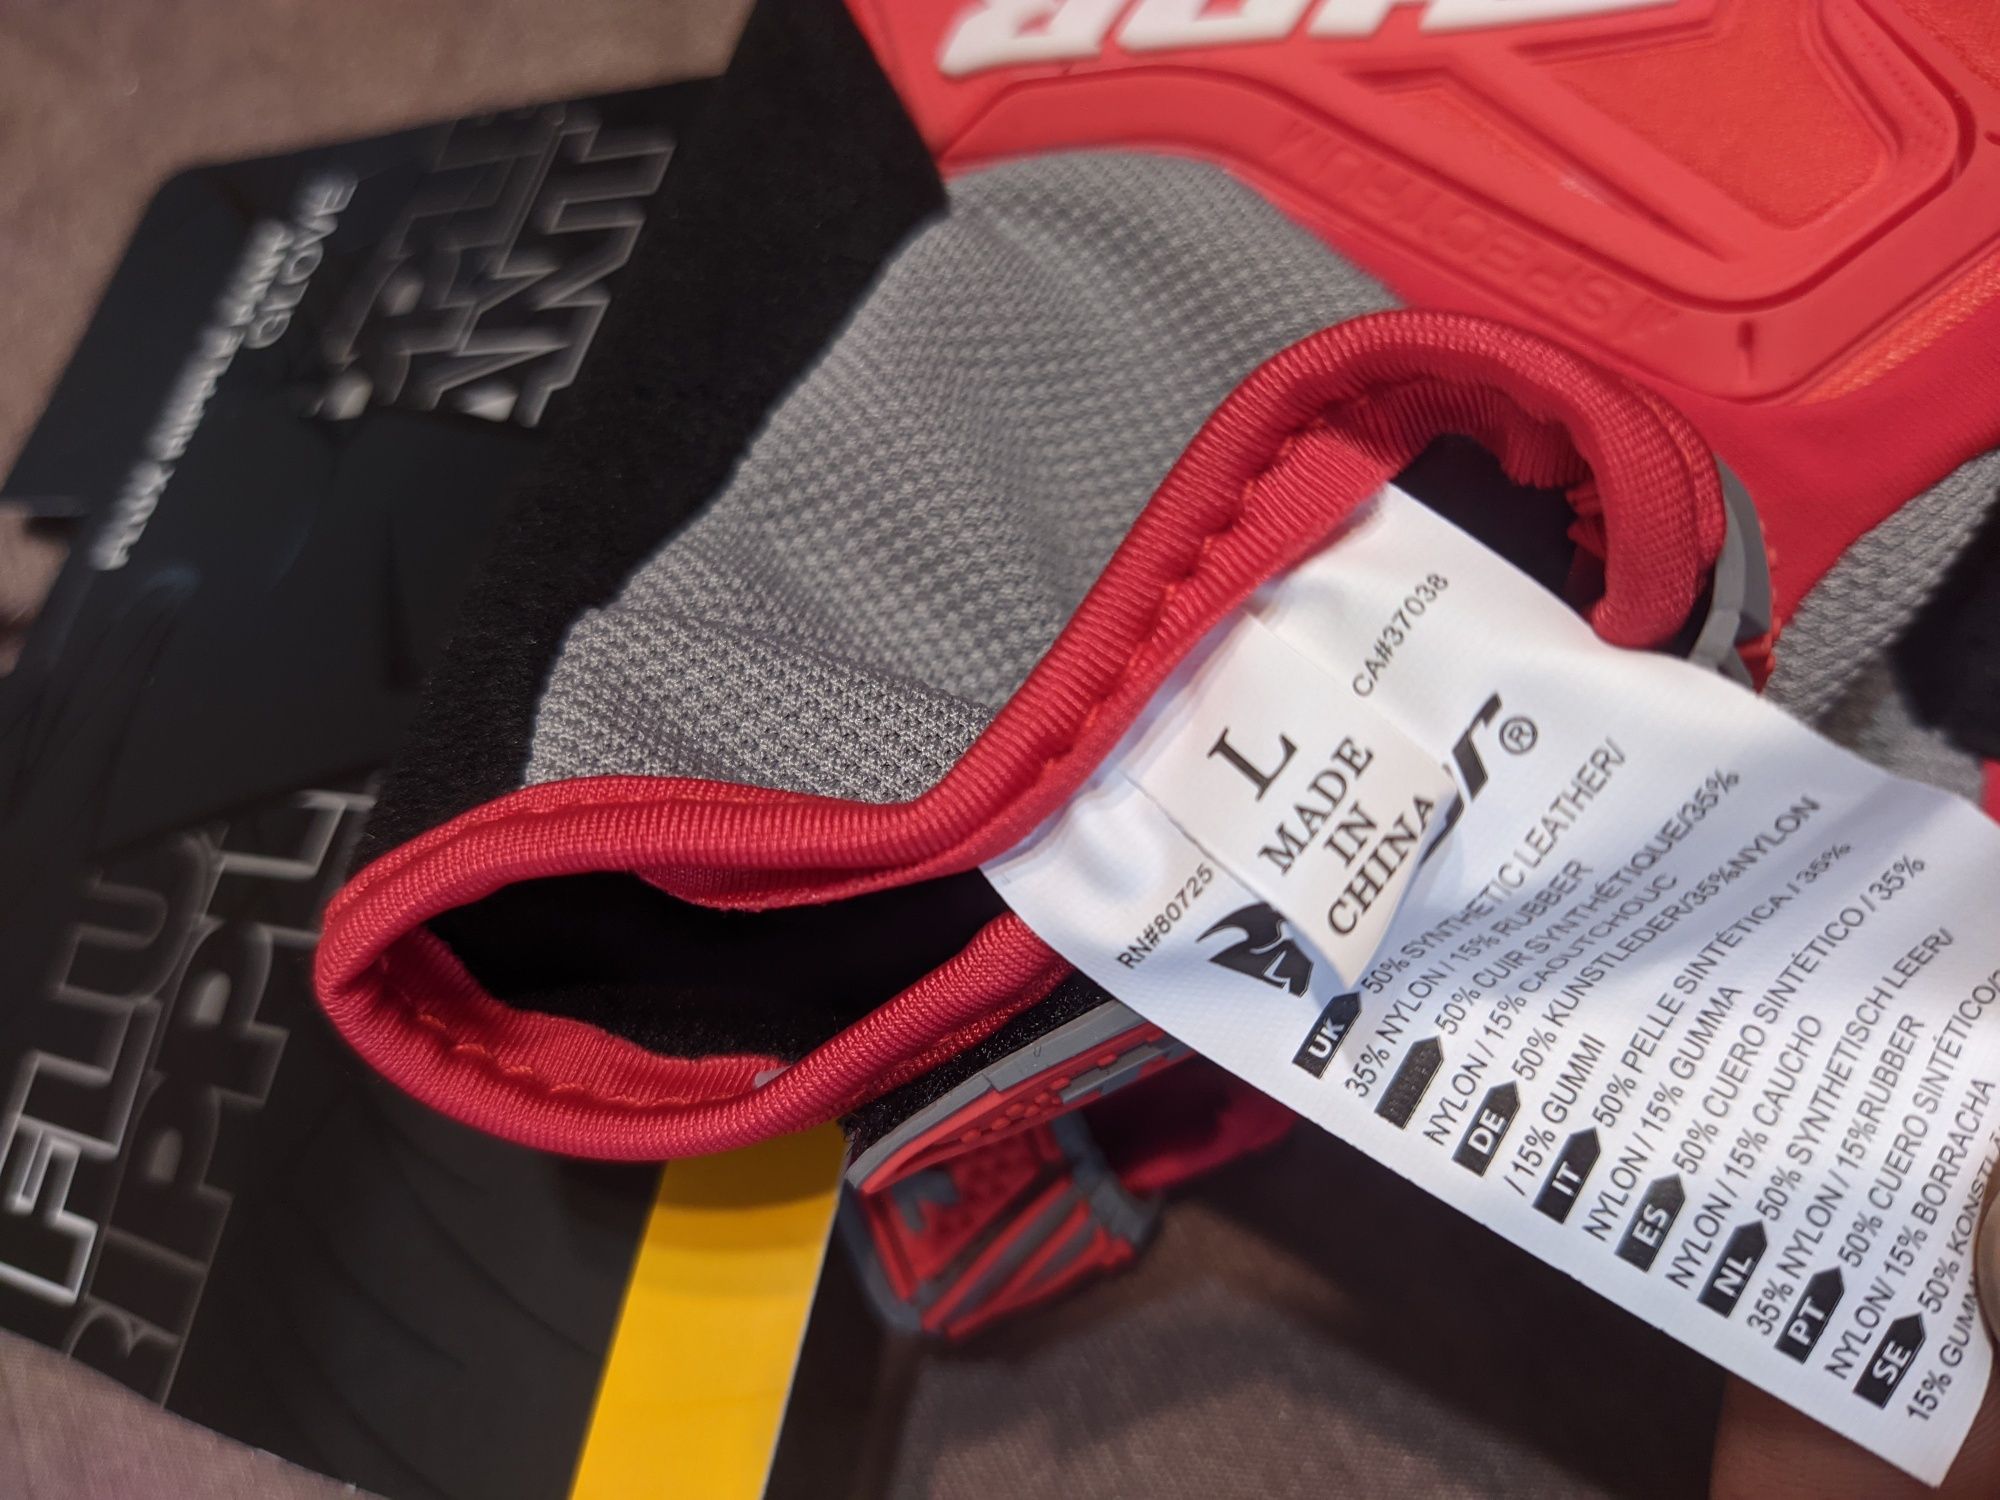 SPECTRUM
GLOVE
FLUX
RIPPL
CA#37038
RN#80725
L
MADE
IN
CHINA
®
UK 50% SYNTHETIC LEATHER/
35% NYLON / 15% RUBBER
50% CUIR SYNTHÉTIQUE/35%
NYLON / 15% CAOUTCHOUC
DE 50% KUNSTLEDER/35%NYLON
/ 15% GUMMI
IT 50% PELLE SINTÉTICA / 35%
NYLON / 15% GUMMA
ES 50% CUERO SINTÉTICO / 35%
NYLON / 15% CAUCHO
NL 50% SYNTHETISCH LEER/
35% NYLON / 15%RUBBER
PT 50% CUERO SINTÉTICO/
NYLON/ 15% BORRACHA
SE 50%
15%